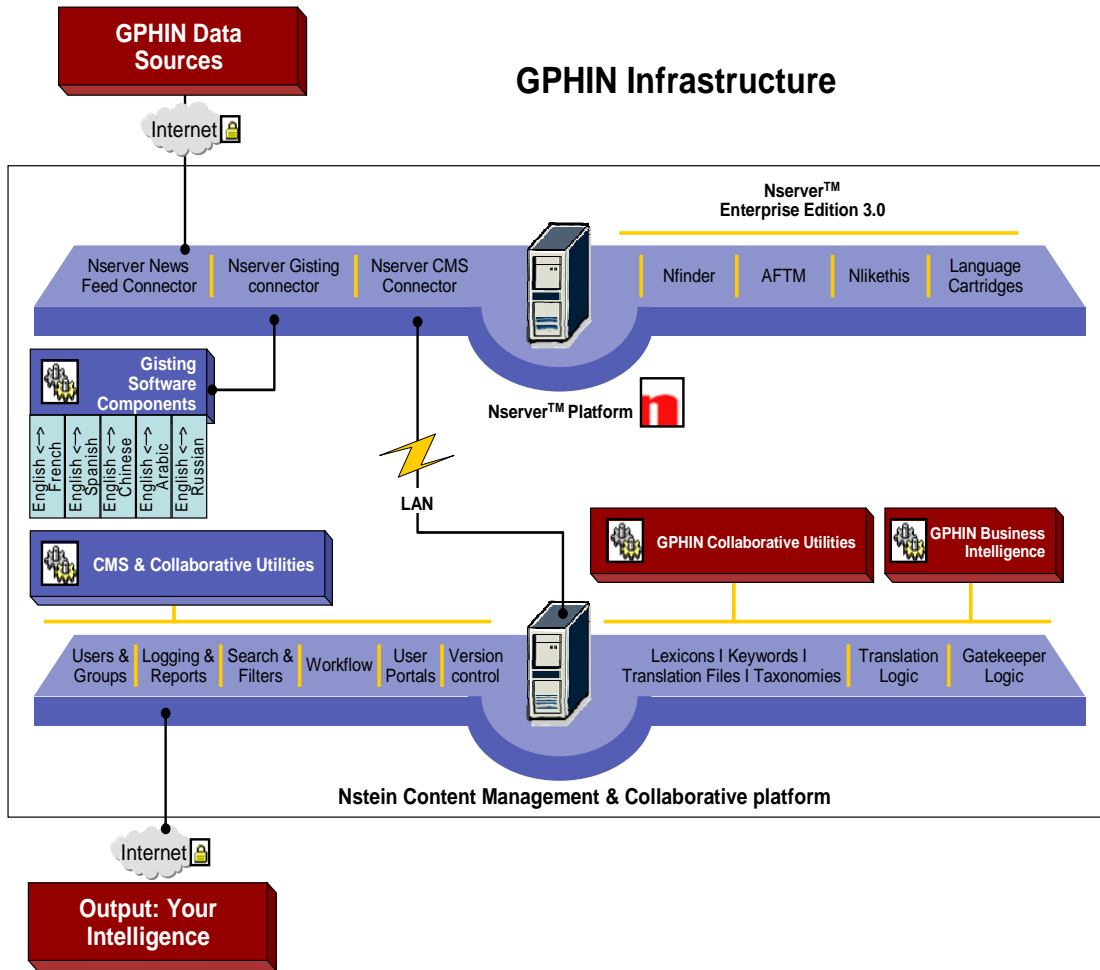 GPHIN Data
Sources
GPHIN Infrastructure
Internet
Nserver™
Enterprise Edition 3.0
Nserver News
Feed Connector
Nserver Gisting
connector
Nserver CMS
Connector
Nfinder
AFTM
Nlikethis
Language
Cartridges
Gisting
Software
Components
Nserver™ Platform
n
English <--> French
English <--> Spanish
English <--> Chinese
English <--> Arabic
English <--> Russian
LAN
CMS & Collaborative Utilities
GPHIN Collaborative Utilities
GPHIN Business
Intelligence
Users &
Groups
Logging &
Reports
Search &
Filters
Workflow
User
Portals
Version
control
Lexicons I Keywords I
Translation Files I Taxonomies
Translation
Logic
Gatekeeper
Logic
Nstein Content Management & Collaborative platform
Internet
Output: Your
Intelligence